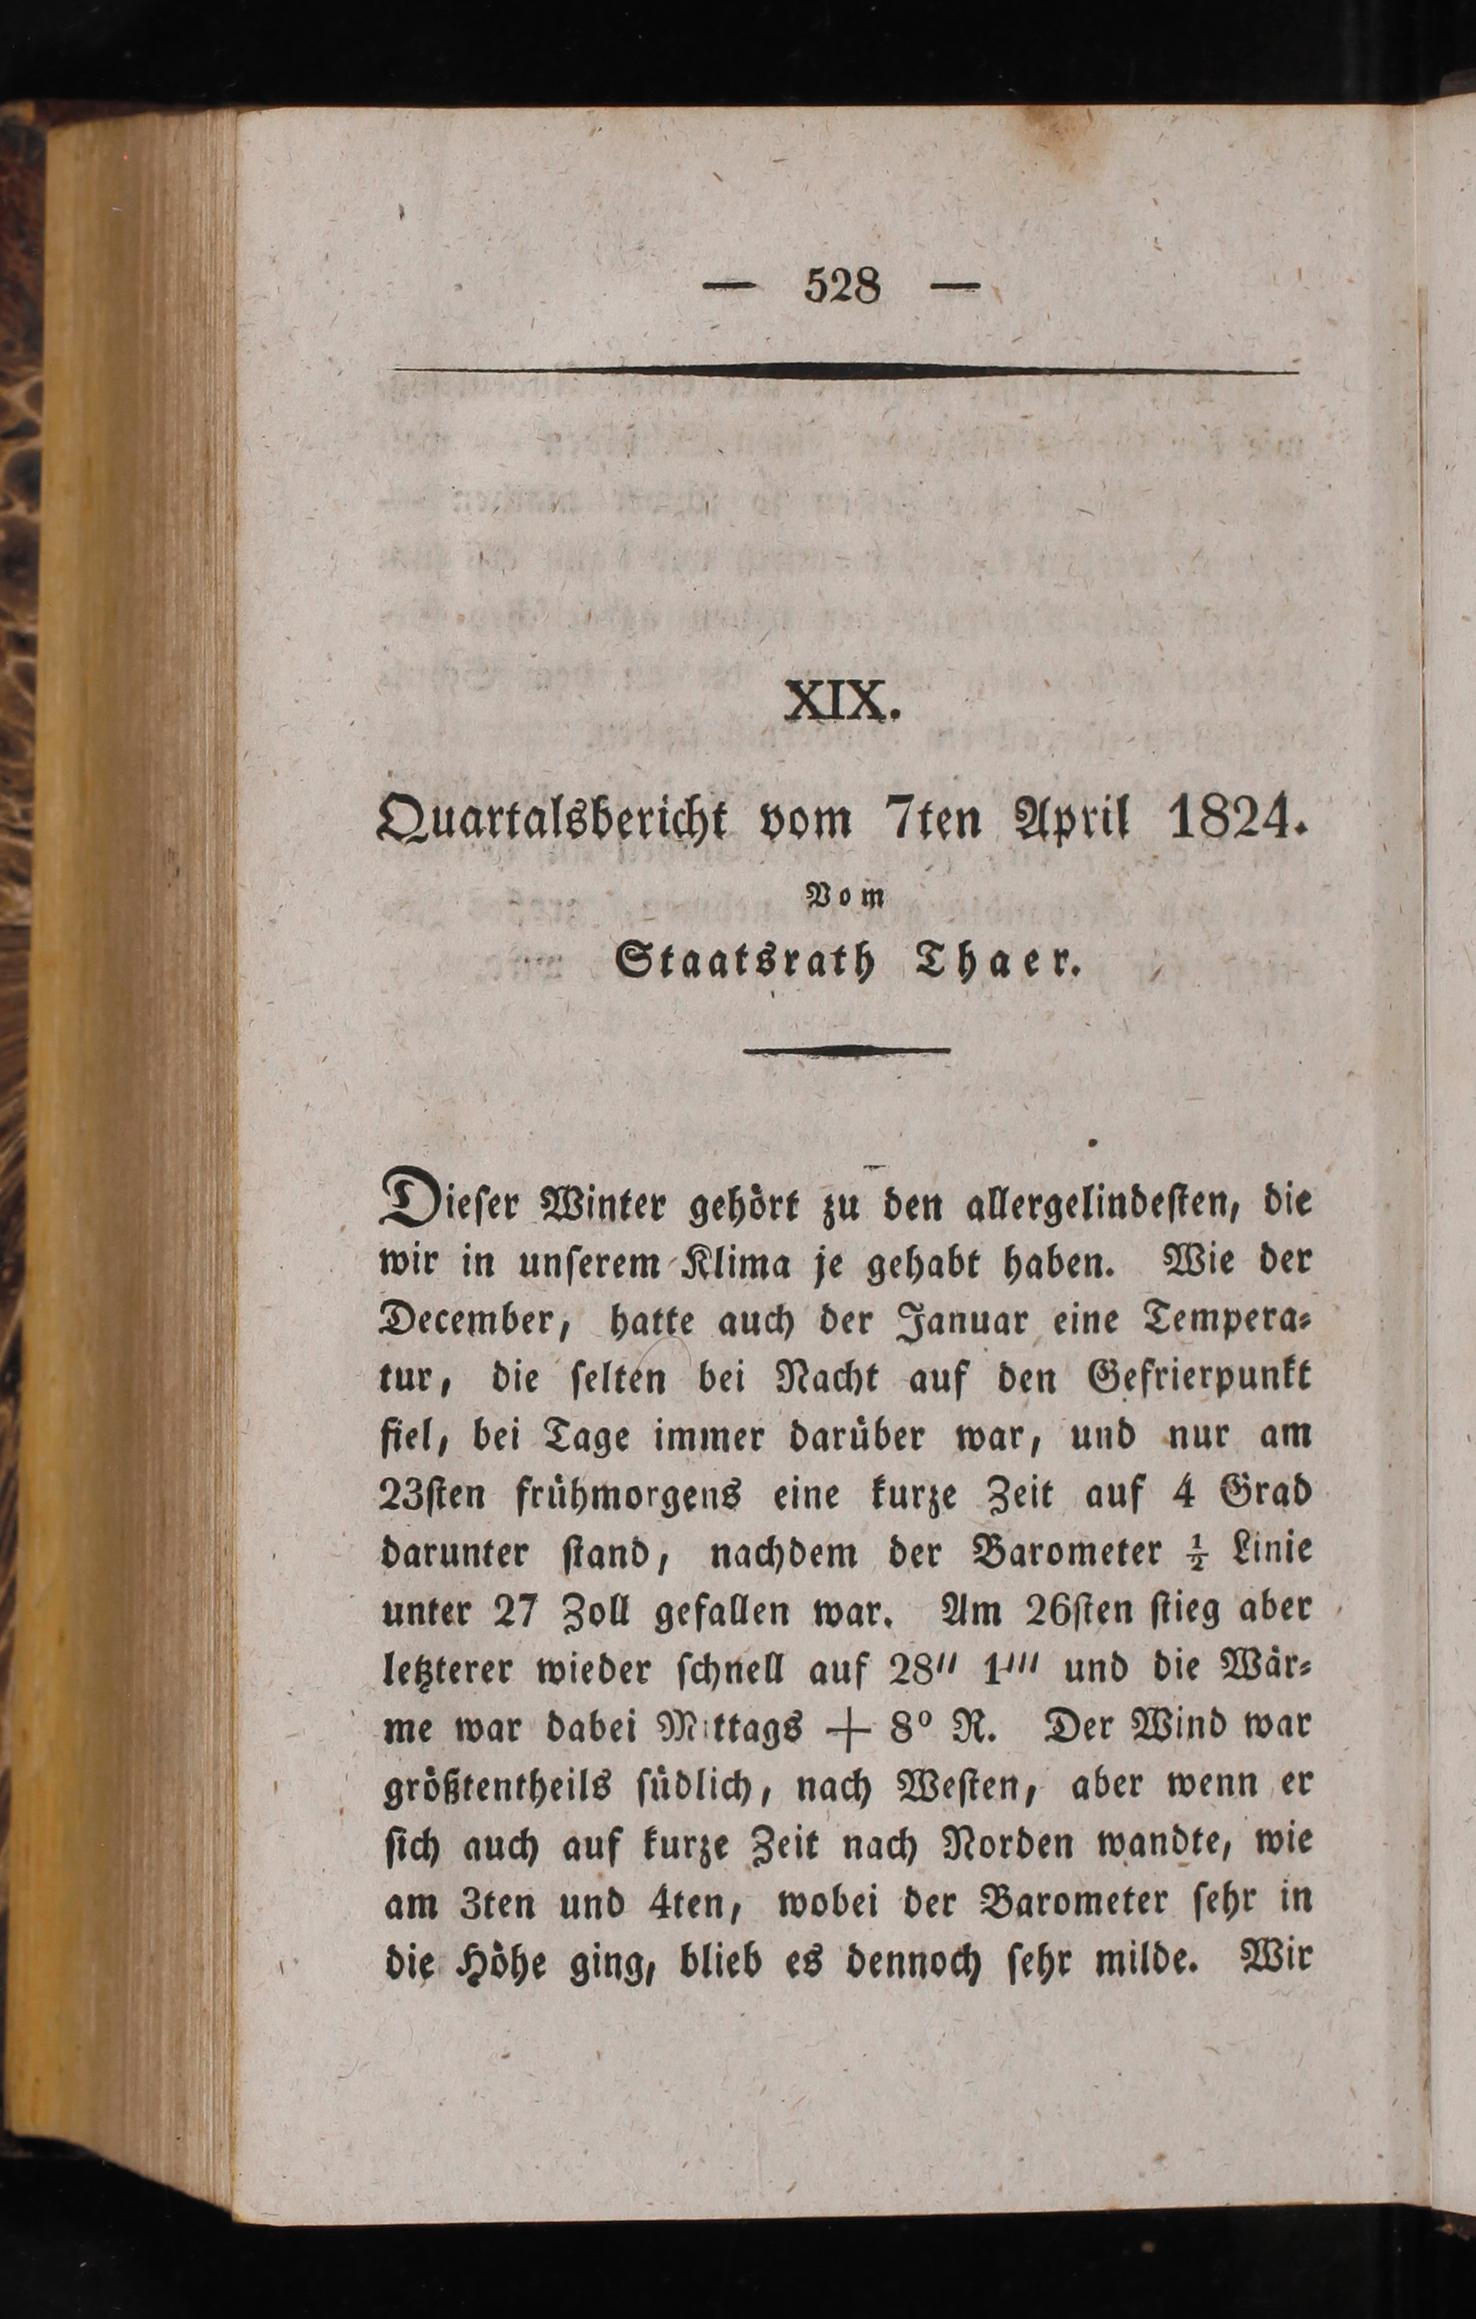 — 528 —
XIX.
Quartalsbericht vom 7ten April 1824.
Vom
Staatsrath Thaer.
Dieſer Winter gehört zu den allergelindeſten, die
wir in unſerem Klima je gehabt haben. Wie der
December, hatte auch der Januar eine Tempera⸗
tur, die ſelten bei Nacht auf den Gefrierpunkt
fiel, bei Tage immer darüber war, und nur am
23ſten frühmorgens eine kurze Zeit auf 4 Grad
darunter ſtand, nachdem der Barometer ½ Linie
unter 27 Zoll gefallen war. Am 26ſten ſtieg aber
letzterer wieder ſchnell auf 28″ 1‴ und die Wär⸗
me war dabei Mittags + 8° R. Der Wind war
größtentheils ſüdlich, nach Weſten, aber wenn er
ſich auch auf kurze Zeit nach Norden wandte, wie
am 3ten und 4ten, wobei der Barometer ſehr in
die Höhe ging, blieb es dennoch ſehr milde. Wir